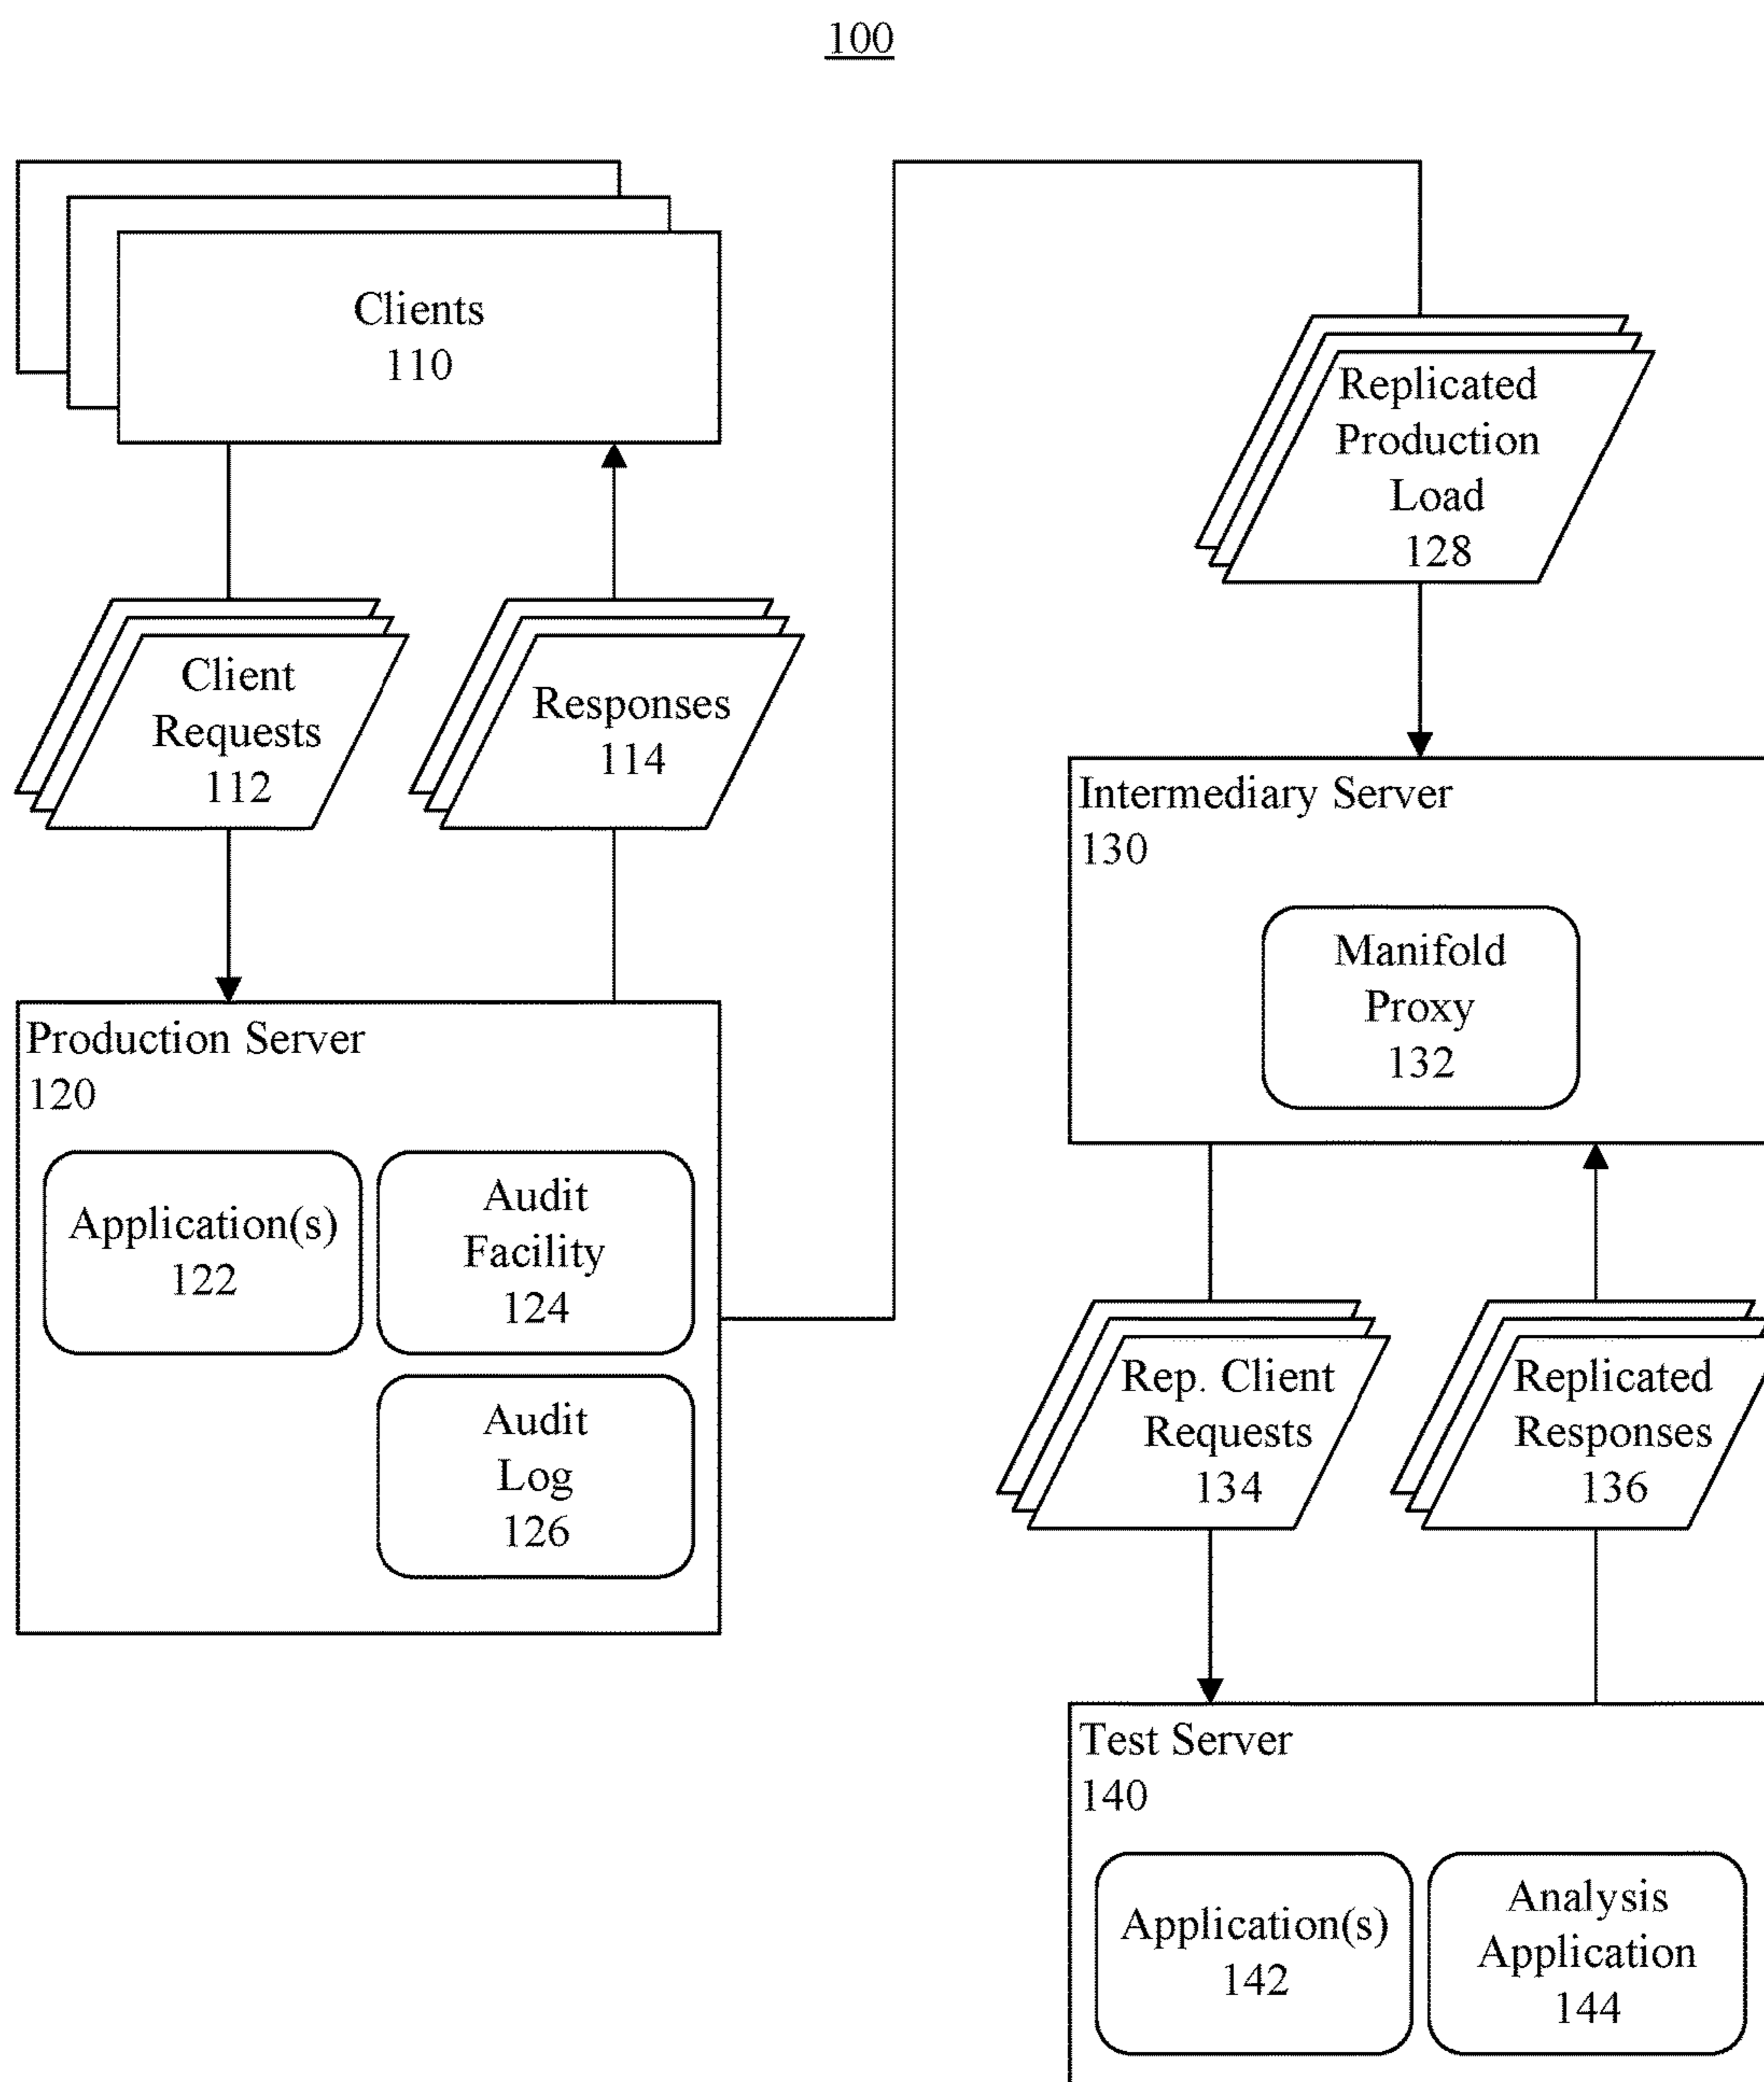 100
Clients
110
Client
Requests
112
Responses
114
Production Server
120
Application(s)
122
Audit
Facility
124
Audit
Log
126
Replicated
Production
Load
128
Intermediary Server
130
Manifold
Proxy
132
Rep. Client
Requests
134
Replicated
Responses
136
Test Server
140
Application(s)
142
Analysis
Application
144